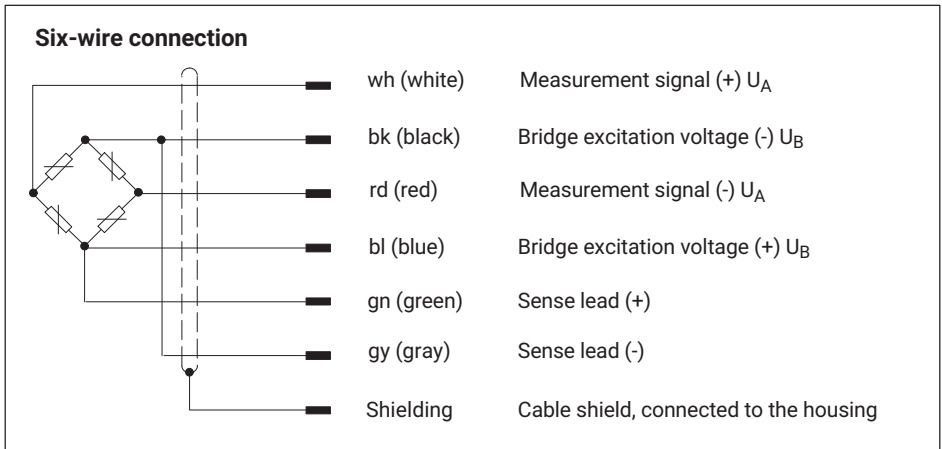 Six-wire connection
wh (white) Measurement signal (+) UA
bk (black) Bridge excitation voltage (-) UB
rd (red) Measurement signal (-) UA
bl (blue) Bridge excitation voltage (+) UB
gn (green) Sense lead (+)
gy (gray) Sense lead (-)
Shielding Cable shield, connected to the housing